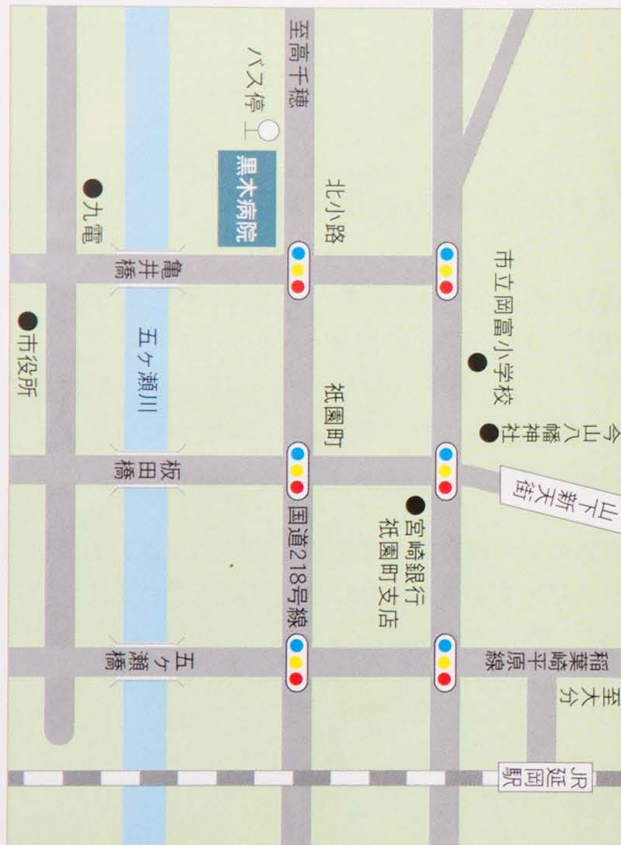 至高千穂
バス停
黒木病院
北小路
市立岡富小学校
今山八幡神社
山下新天街
九電
亀井橋
市役所
五ヶ瀬川
祇園町
板田橋
宮崎銀行
祇園町支店
国道218号線
五ヶ瀬橋
稲葉崎平原線
至大分
JR
延岡駅